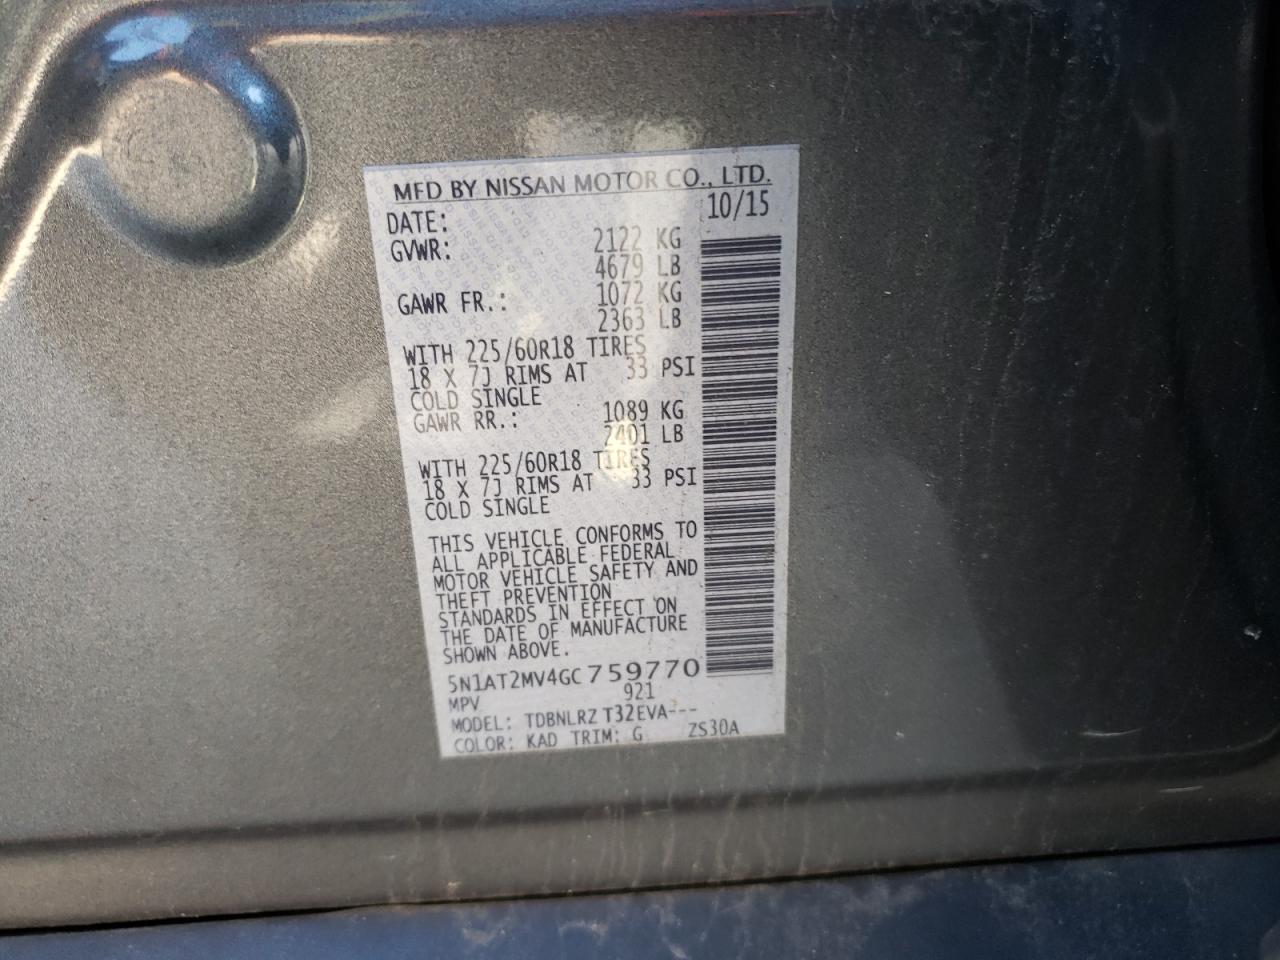 MFD BY NISSAN MOTOR CO., LTD.
DATE: 10/15
GVWR: 2122 KG
4679 LB
GAWR FR.: 1072 KG
2363 LB
WITH 225/60R18 TIRES
18 X 7J RIMS AT 33 PSI
COLD SINGLE
GAWR RR.: 1089 KG
2401 LB
WITH 225/60R18 TIRES
18 X 7J RIMS AT 33 PSI
COLD SINGLE
THIS VEHICLE CONFORMS TO
ALL APPLICABLE FEDERAL
MOTOR VEHICLE SAFETY AND
THEFT PREVENTION
STANDARDS IN EFFECT ON
THE DATE OF MANUFACTURE
SHOWN ABOVE.
5N1AT2MV4GC759770
MPV 921
MODEL: TDBNLRZ T32EVA---
COLOR: KAD TRIM: G ZS30A